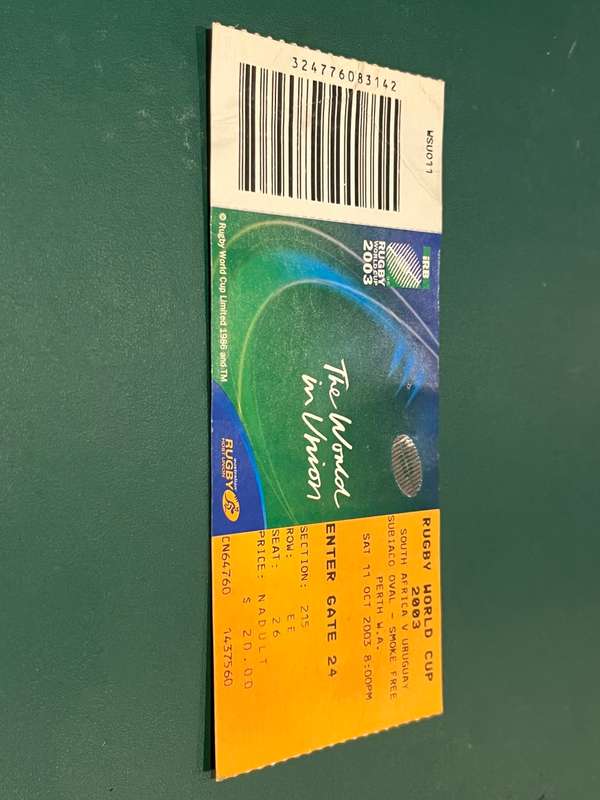 324776083142
WSU011
iRB
RUGBY
WORLD CUP
2003
The World
in Union
© Rugby World Cup Limited 1986 and TM
RUGBY
RUGBY WORLD CUP
2003
SOUTH AFRICA V URUGUAY
SUBIACO OVAL - SMOKE FREE
PERTH W.A.
SAT 11 OCT 2003 8:00PM
ENTER GATE 24
SECTION: 215
ROW: EE
SEAT: 26
PRICE: NADULT
$ 20.00
CN64760 1437560